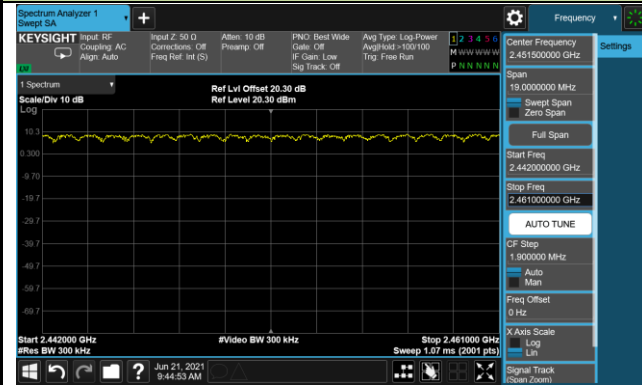 Spectrum Analyzer 1
Swept SA
+
Frequency
KEYSIGHT
Input: RF
Coupling: AC
Align: Auto
Input Z: 50 Ω
Corrections: Off
Freq Ref: Int (S)
Atten: 10 dB
Preamp: Off
PNO: Best Wide
Gate: Off
IF Gain: Low
Sig Track: Off
Avg Type: Log-Power
Avg|Hold:>100/100
Trig: Free Run
1 2 3 4 5 6
M W W W W W
P N N N N N
Center Frequency
2.451500000 GHz
Settings
Span
19.0000000 MHz
Swept Span
Zero Span
Full Span
Start Freq
2.442000000 GHz
Stop Freq
2.461000000 GHz
AUTO TUNE
CF Step
1.900000 MHz
Auto
Man
Freq Offset
0 Hz
X Axis Scale
Log
Lin
Signal Track
(Span Zoom)
1 Spectrum
Scale/Div 10 dB
Log
Ref Lvl Offset 20.30 dB
Ref Level 20.30 dBm
10.3
0.300
-9.70
-19.7
-29.7
-39.7
-49.7
-59.7
-69.7
Start 2.442000 GHz
#Res BW 300 kHz
#Video BW 300 kHz
Stop 2.461000 GHz
Sweep 1.07 ms (2001 pts)
?
Jun 21, 2021
9:44:53 AM